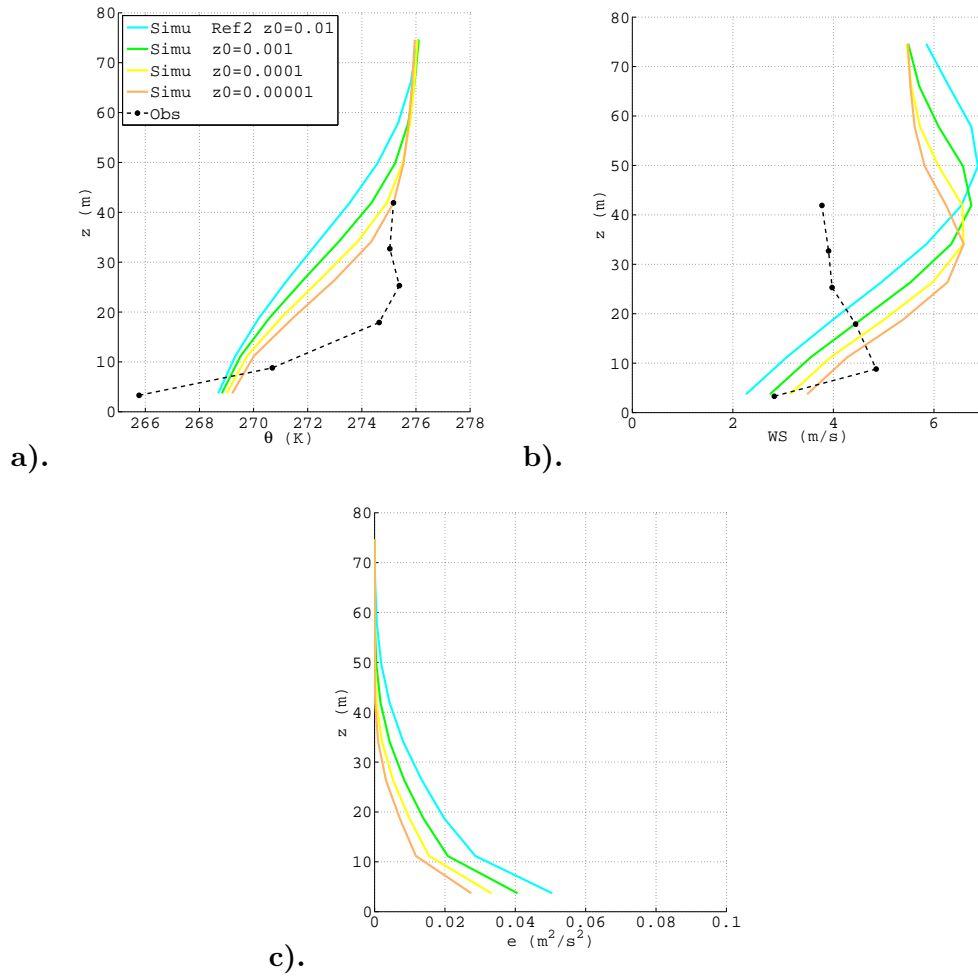 80
70
60
50
40
30
20
10
0
z (m)
Simu Ref2 z0=0.01
Simu z0=0.001
Simu z0=0.0001
Simu z0=0.00001
Obs
266 268 270 272 274 276 278
θ (K)
a).
80
70
60
50
40
30
20
10
0
z (m)
2 4 6
WS (m/s)
b).
80
70
60
50
40
30
20
10
0
z (m)
0 0.02 0.04 0.06 0.08 0.1
e (m²/s²)
c).